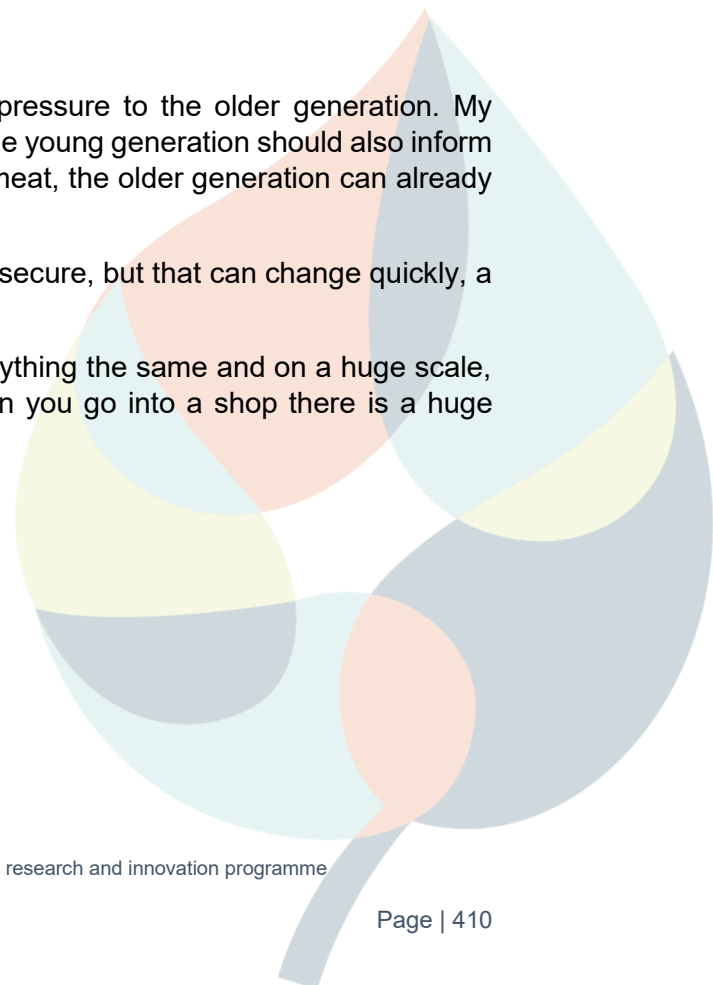 pressure to the older generation. My
e young generation should also inform
neat, the older generation can already
secure, but that can change quickly, a
ything the same and on a huge scale,
n you go into a shop there is a huge
research and innovation programme
Page | 410